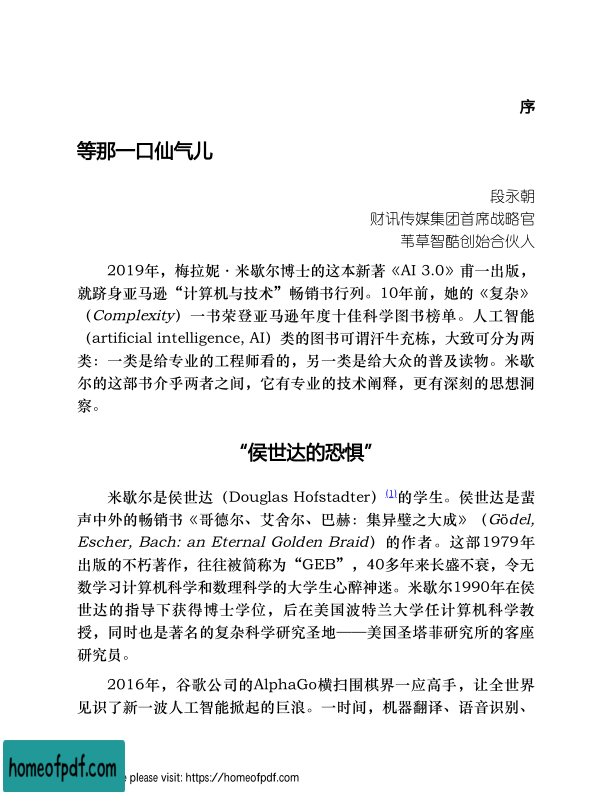 序
等那一口仙气儿
段永朝
财讯传媒集团首席战略官
苇草智酷创始合伙人
2019年，梅拉妮·米歇尔博士的这本新著《AI 3.0》甫一出版，
就跻身亚马逊“计算机与技术”畅销书行列。10年前，她的《复杂》
（Complexity）一书荣登亚马逊年度十佳科学图书榜单。人工智能
（artificial intelligence, AI）类的图书可谓汗牛充栋，大致可分为两
类：一类是给专业的工程师看的，另一类是给大众的普及读物。米歇
尔的这部书介乎两者之间，它有专业的技术阐释，更有深刻的思想洞
察。
“侯世达的恐惧”
米歇尔是侯世达（Douglas Hofstadter）(1)的学生。侯世达是蜚
声中外的畅销书《哥德尔、艾舍尔、巴赫：集异璧之大成》（Gödel,
Escher, Bach: an Eternal Golden Braid）的作者。这部1979年
出版的不朽著作，往往被简称为“GEB”，40多年来长盛不衰，令无
数学习计算机科学和数理科学的大学生心醉神迷。米歇尔1990年在侯
世达的指导下获得博士学位，后在美国波特兰大学任计算机科学教
授，同时也是著名的复杂科学研究圣地——美国圣塔菲研究所的客座
研究员。
2016年，谷歌公司的AlphaGo横扫围棋界一应高手，让全世界
见识了新一波人工智能掀起的巨浪。一时间，机器翻译、语音识别、
homeofpdf.com
e please visit: https://homeofpdf.com